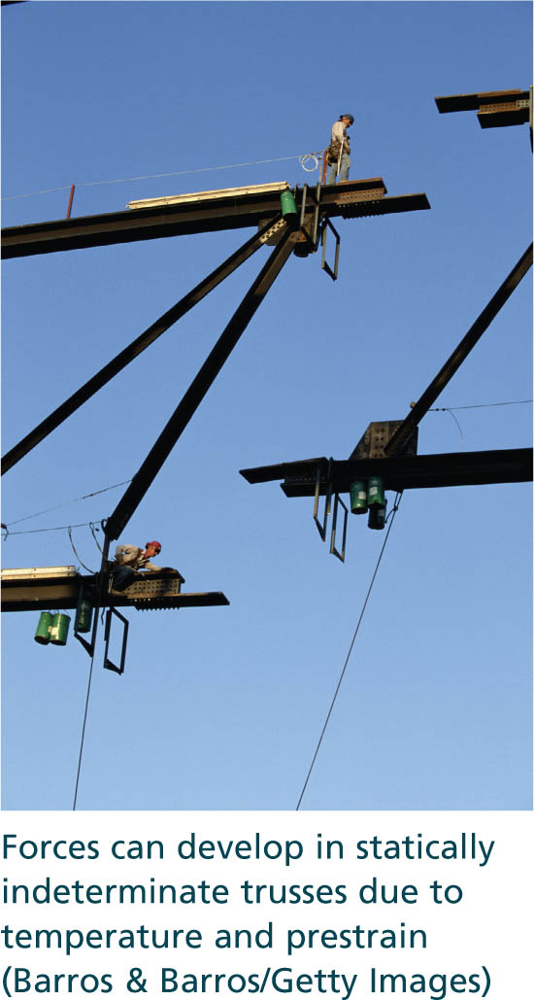 Forces can develop in statically
indeterminate trusses due to
temperature and prestrain
(Barros & Barros/Getty Images)